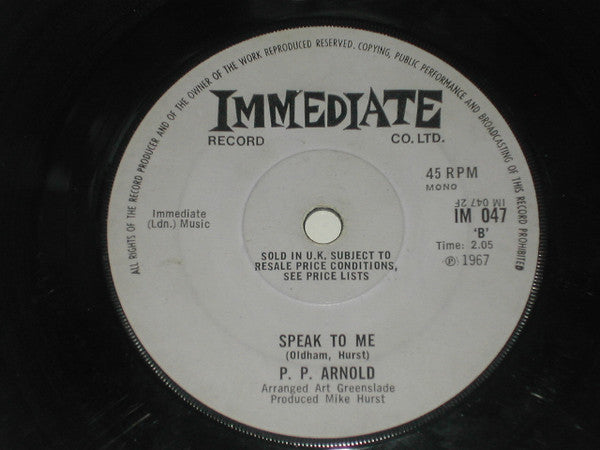 ALL RIGHTS OF THE RECORD PRODUCER AND OF THE OWNER OF THE WORK REPRODUCED RESERVED. COPYING, PUBLIC PERFORMANCE AND BROADCASTING OF THIS RECORD PROHIBITED
IMMEDIATE
RECORD CO. LTD.
45 RPM
MONO
IM 047 2F
IM 047
'B'
Time: 2.05
℗ 1967
Immediate
(Ldn.) Music
SOLD IN U.K. SUBJECT TO
RESALE PRICE CONDITIONS,
SEE PRICE LISTS
SPEAK TO ME
(Oldham, Hurst)
P. P. ARNOLD
Arranged Art Greenslade
Produced Mike Hurst